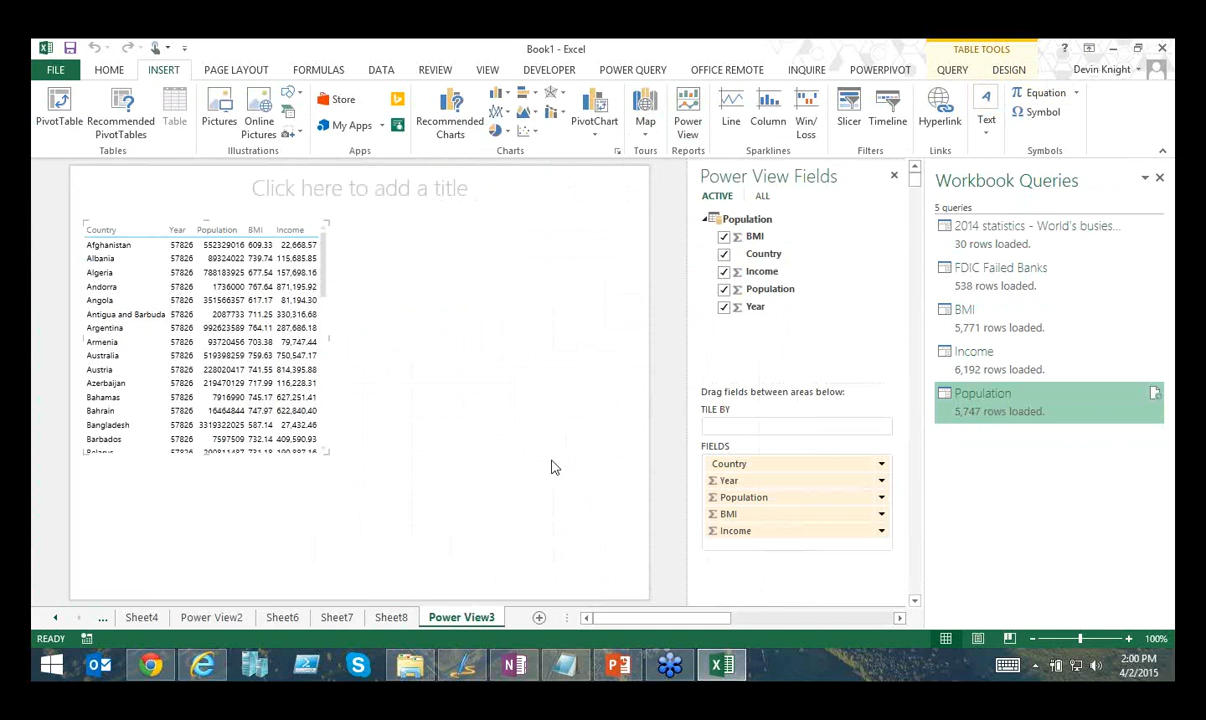 Book1 - Excel
TABLE TOOLS
?
FILE
HOME
INSERT
PAGE LAYOUT
FORMULAS
DATA
REVIEW
VIEW
DEVELOPER
POWER QUERY
OFFICE REMOTE
INQUIRE
POWERPIVOT
QUERY
DESIGN
Devin Knight
PivotTable
Recommended
PivotTables
Table
Pictures
Online
Pictures
Store
My Apps
Recommended
Charts
PivotChart
Map
Power
View
Line
Column
Win/
Loss
Slicer
Timeline
Hyperlink
Text
π Equation
Ω Symbol
Tables
Illustrations
Apps
Charts
Tours
Reports
Sparklines
Filters
Links
Symbols
Click here to add a title
Country Year Population BMI Income
Afghanistan 57826 552329016 609.33 22,668.57
Albania 57826 89324022 739.74 115,685.85
Algeria 57826 788183925 677.54 157,698.16
Andorra 57826 1736000 767.64 871,195.92
Angola 57826 351566357 617.17 81,194.30
Antigua and Barbuda 57826 2087733 711.25 330,316.68
Argentina 57826 992623589 764.11 287,686.18
Armenia 57826 93720456 703.38 79,747.44
Australia 57826 519398259 759.63 750,547.17
Austria 57826 228020417 741.55 814,395.88
Azerbaijan 57826 219470129 717.99 116,228.31
Bahamas 57826 7916990 745.17 627,251.41
Bahrain 57826 16464844 747.97 622,840.40
Bangladesh 57826 3319322025 587.14 27,432.46
Barbados 57826 7597509 732.14 409,590.93
Belarus 57826 200811487 731.18 190,887.16
Power View Fields
ACTIVE ALL
Population
Σ BMI
Country
Σ Income
Σ Population
Σ Year
Drag fields between areas below:
TILE BY
FIELDS
Country
Σ Year
Σ Population
Σ BMI
Σ Income
Workbook Queries
5 queries
2014 statistics - World's busies...
30 rows loaded.
FDIC Failed Banks
538 rows loaded.
BMI
5,771 rows loaded.
Income
6,192 rows loaded.
Population
5,747 rows loaded.
... Sheet4 Power View2 Sheet6 Sheet7 Sheet8 Power View3
READY
100%
2:00 PM
4/2/2015